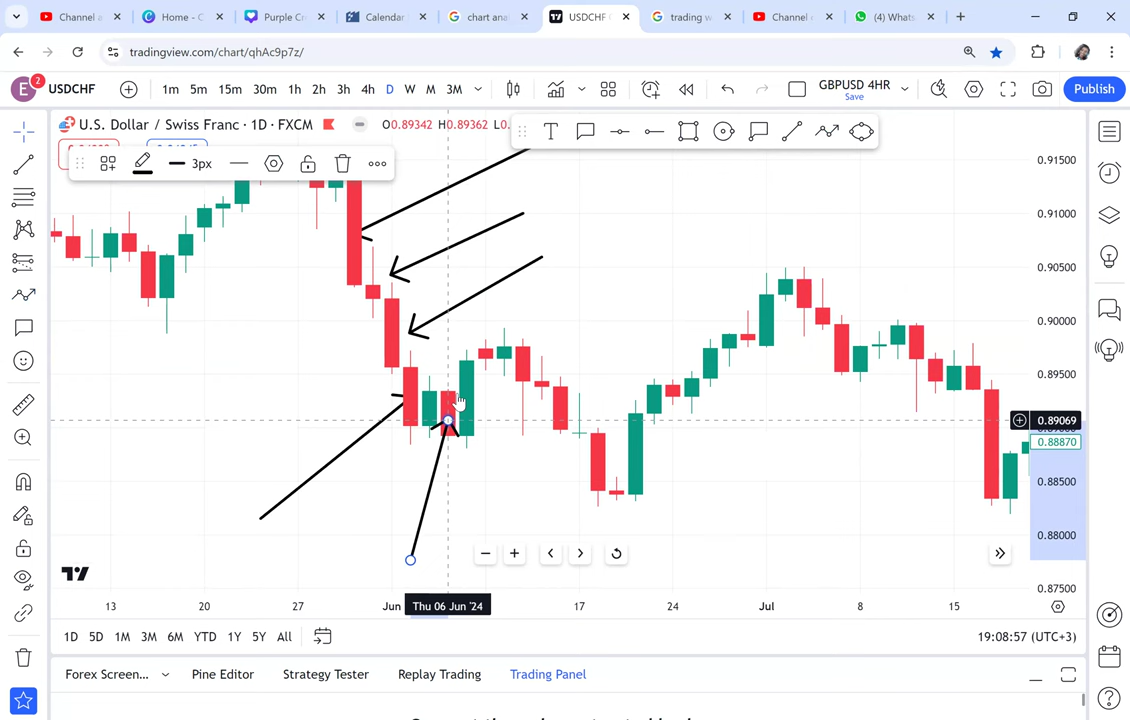 Channel
Home - C
Purple Cr
Calendar
chart anal
USDCHF
trading w
Channel
(4) Whats
tradingview.com/chart/qhAc9p7z/
E 2 USDCHF 1m 5m 15m 30m 1h 2h 3h 4h D W M 3M GBPUSD 4HR Save Publish
U.S. Dollar / Swiss Franc · 1D · FXCM O0.89342 H0.89362 L0.
T
3px
0.91500
0.91000
0.90500
0.90000
0.89500
0.89069
0.88870
0.88500
0.88000
0.87500
13 20 27 Jun Thu 06 Jun '24 17 24 Jul 8 15
1D 5D 1M 3M 6M YTD 1Y 5Y All 19:08:57 (UTC+3)
Forex Screen... Pine Editor Strategy Tester Replay Trading Trading Panel